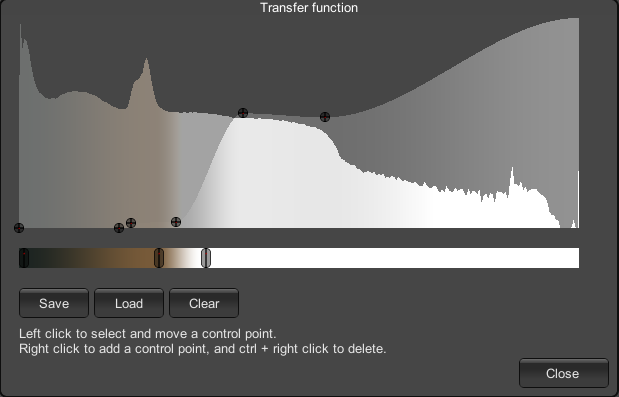 Transfer function
Save
Load
Clear
Left click to select and move a control point.
Right click to add a control point, and ctrl + right click to delete.
Close